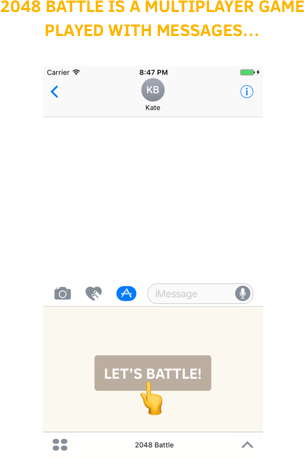 2048 BATTLE IS A MULTIPLAYER GAME
PLAYED WITH MESSAGES...
Carrier 8:47 PM
KB
Kate
iMessage
LET'S BATTLE!
2048 Battle